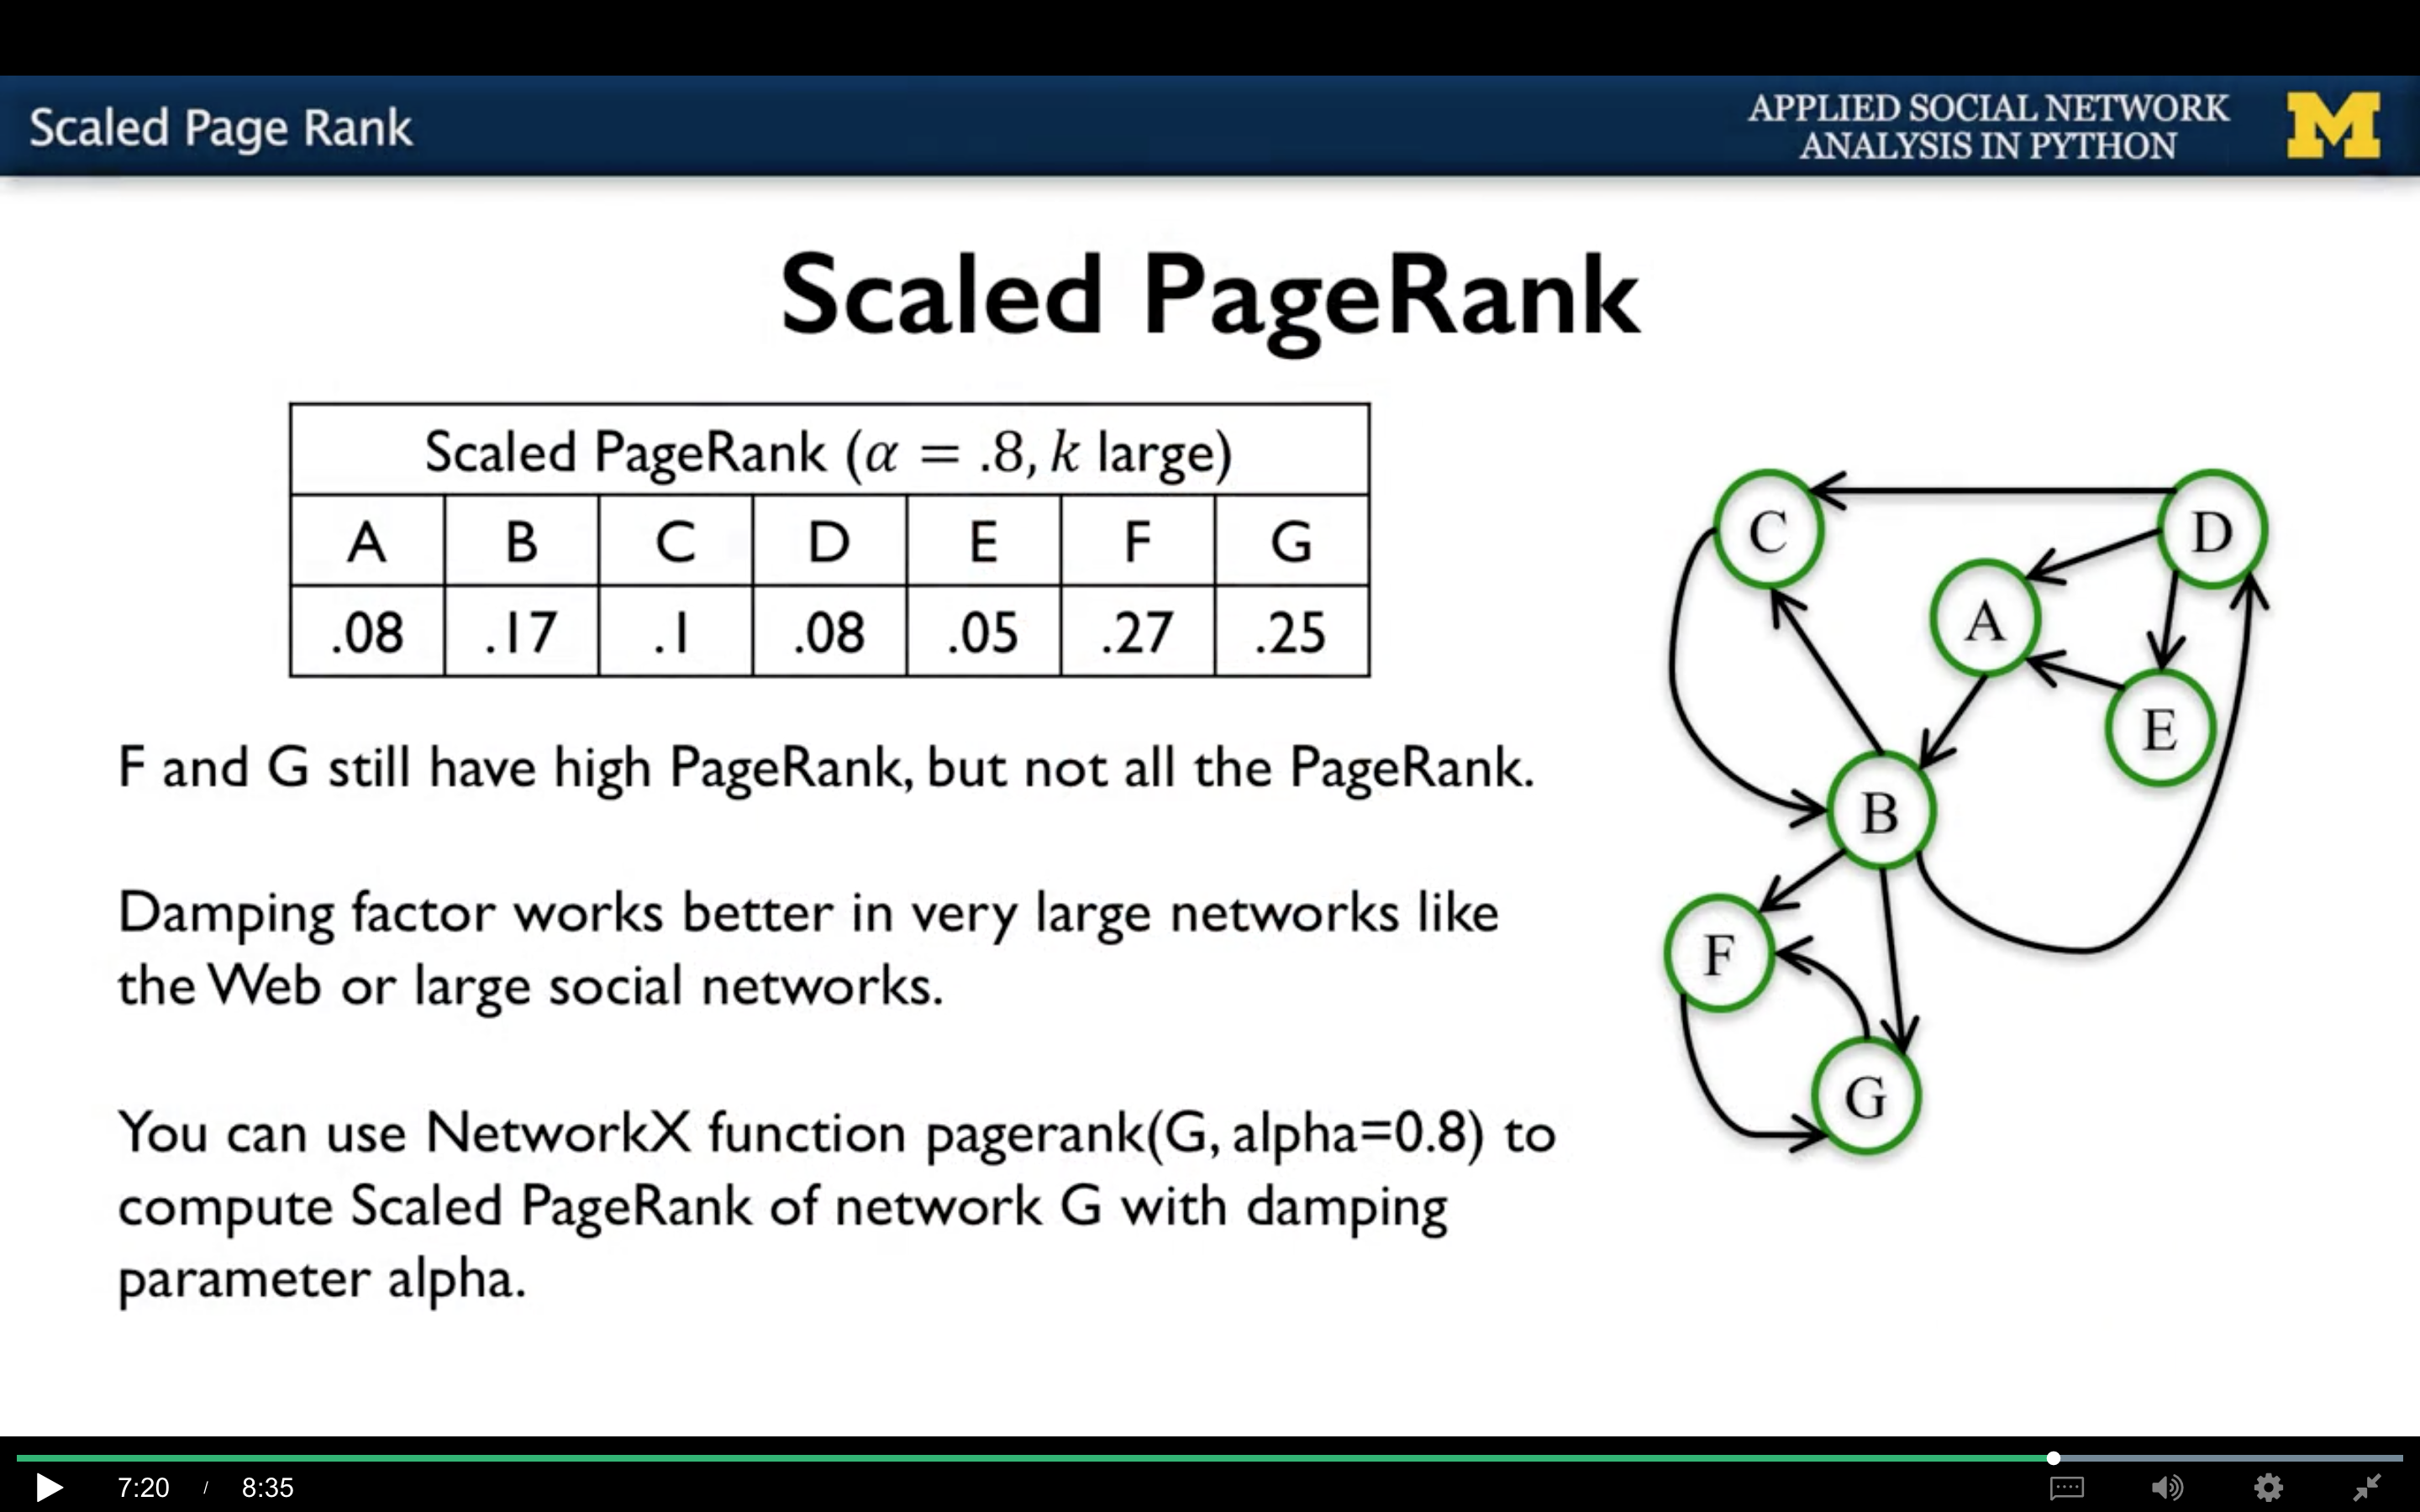 Scaled Page Rank
APPLIED SOCIAL NETWORK
ANALYSIS IN PYTHON
M
Scaled PageRank
Scaled PageRank (α = .8, k large)
A B C D E F G
.08 .17 .1 .08 .05 .27 .25
F and G still have high PageRank, but not all the PageRank.
Damping factor works better in very large networks like
the Web or large social networks.
You can use NetworkX function pagerank(G, alpha=0.8) to
compute Scaled PageRank of network G with damping
parameter alpha.
C
D
A
E
B
F
G
7:20 / 8:35